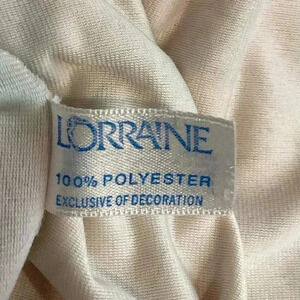 LORRAINE
100% POLYESTER
EXCLUSIVE OF DECORATION